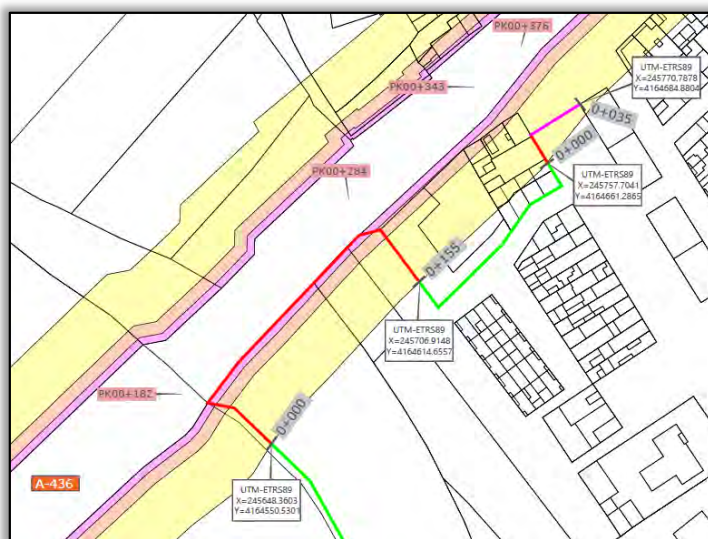 PK00+376
UTM-ETRS89
X=245770.7878
Y=4164684.8804
PK00+343
0+035
0+000
PK00+284
UTM-ETRS89
X=245757.7041
Y=4164661.2865
0+155
UTM-ETRS89
X=245706.9148
Y=4164614.6557
PK00+182
0+000
A-436
UTM-ETRS89
X=245648.3603
Y=4164550.5301